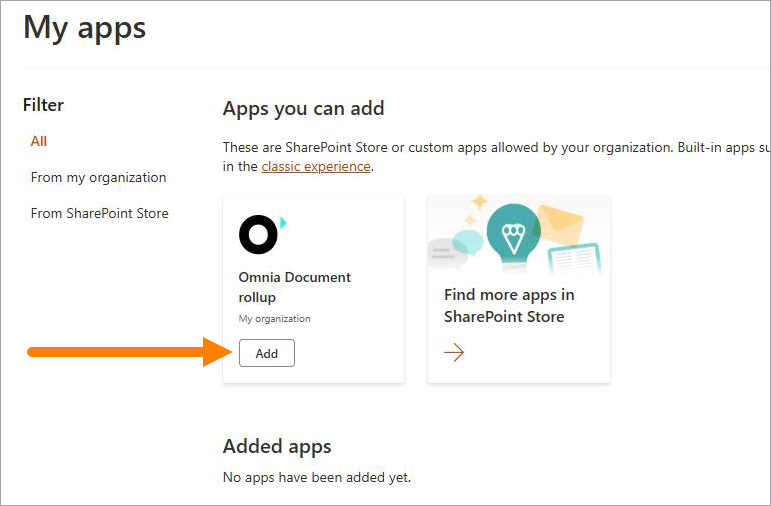 My apps
Filter
All
From my organization
From SharePoint Store
Apps you can add
These are SharePoint Store or custom apps allowed by your organization. Built-in apps
in the classic experience.
Omnia Document
rollup
My organization
Add
Find more apps in
SharePoint Store
Added apps
No apps have been added yet.